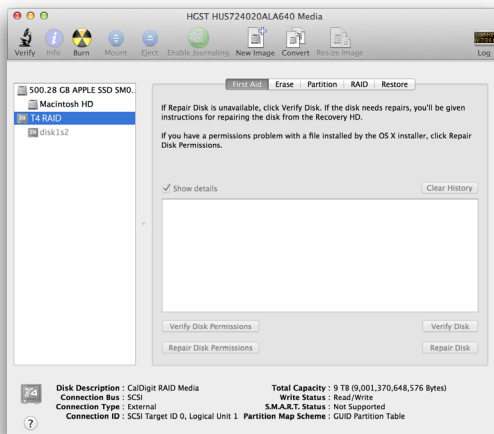 HGST HUS724020ALA640 Media
Verify Info Burn Mount Eject Enable Journaling New Image Convert Resize Image Log
First Aid Erase Partition RAID Restore
500.28 GB APPLE SSD SM0...
Macintosh HD
T4 RAID
disk1s2
If Repair Disk is unavailable, click Verify Disk. If the disk needs repairs, you'll be given
instructions for repairing the disk from the Recovery HD.
If you have a permissions problem with a file installed by the OS X installer, click Repair
Disk Permissions.
Show details Clear History
Verify Disk Permissions Verify Disk
Repair Disk Permissions Repair Disk
Disk Description : CalDigit RAID Media Total Capacity : 9 TB (9,001,370,648,576 Bytes)
Connection Bus : SCSI Write Status : Read/Write
Connection Type : External S.M.A.R.T. Status : Not Supported
Connection ID : SCSI Target ID 0, Logical Unit 1 Partition Map Scheme : GUID Partition Table
?